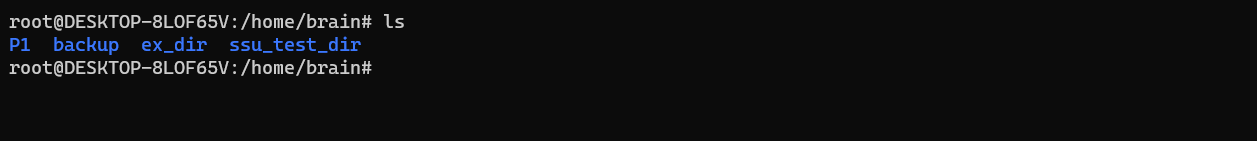 root@DESKTOP-8LOF65V:/home/brain# ls
P1  backup  ex_dir  ssu_test_dir
root@DESKTOP-8LOF65V:/home/brain#